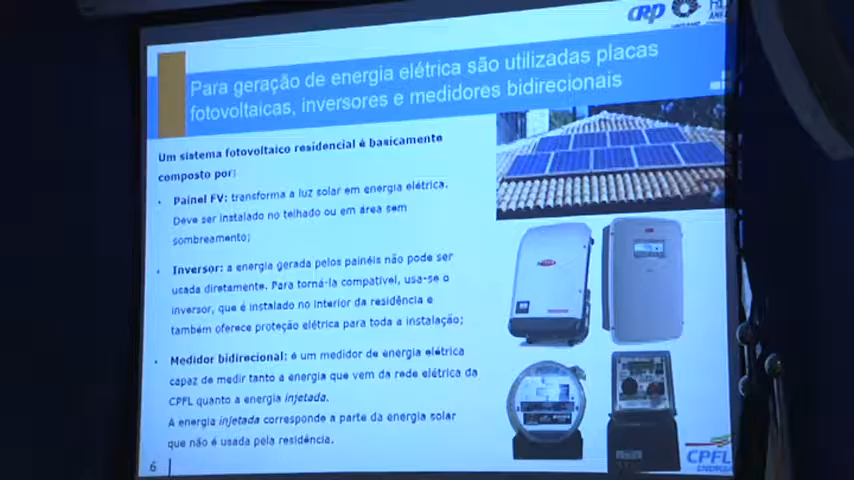 CRP
Para geração de energia elétrica são utilizadas placas
fotovoltaicas, inversores e medidores bidirecionais
Um sistema fotovoltaico residencial é basicamente
composto por:
• Painel FV: transforma a luz solar em energia elétrica.
Deve ser instalado no telhado ou em área sem
sombreamento;
• Inversor: a energia gerada pelos painéis não pode ser
usada diretamente. Para torná-la compatível, usa-se o
inversor, que é instalado no interior da residência e
também oferece proteção elétrica para toda a instalação;
• Medidor bidirecional: é um medidor de energia elétrica
capaz de medir tanto a energia que vem da rede elétrica da
CPFL quanto a energia injetada.
A energia injetada corresponde a parte da energia solar
que não é usada pela residência.
6
CPFL
ENERGIA